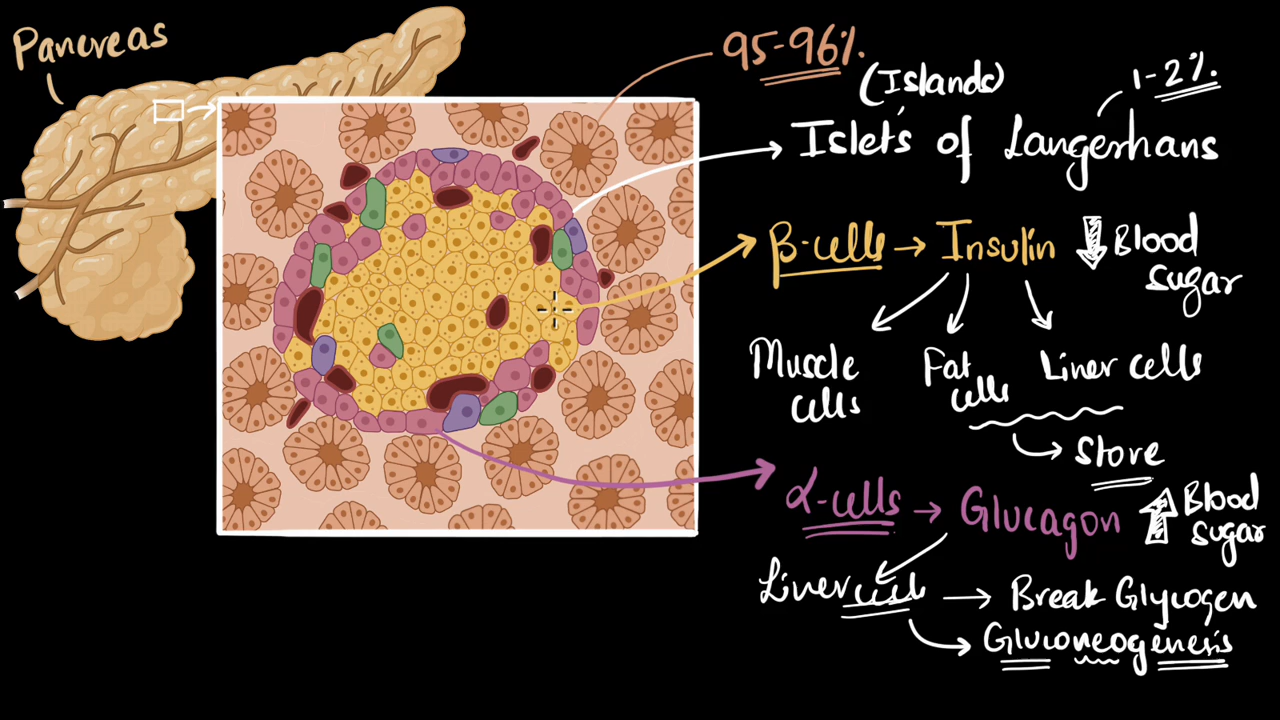 Pancreas
95-96%.
(Islands)
1-2%.
Islets of Langerhans
β-cells → Insulin ⇩ Blood sugar
Muscle cells
Fat cells
Liver cells
Store
α-cells → Glucagon ⇧ Blood sugar
Liver cells → Break Glycogen
Gluconeogenesis